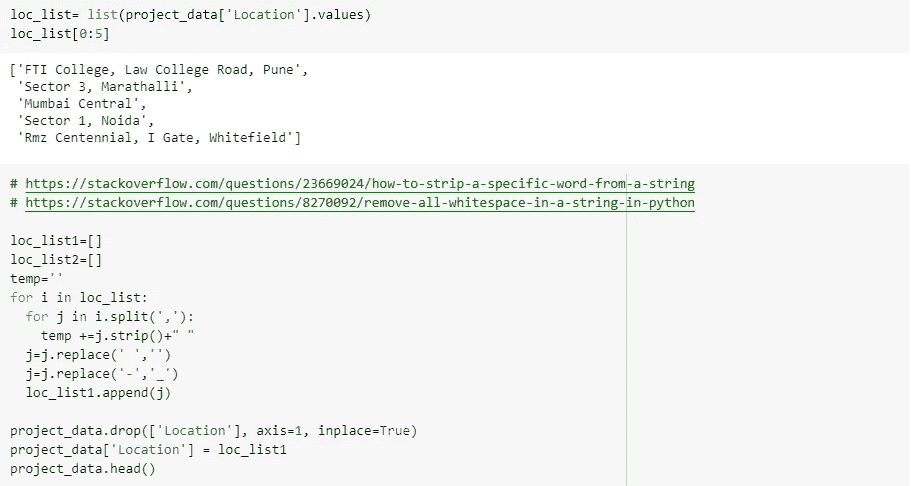 loc_list= list(project_data['Location'].values)
loc_list[0:5]
['FTI College, Law College Road, Pune',
 'Sector 3, Marathalli',
 'Mumbai Central',
 'Sector 1, Noida',
 'Rmz Centennial, I Gate, Whitefield']
# https://stackoverflow.com/questions/23669024/how-to-strip-a-specific-word-from-a-string
# https://stackoverflow.com/questions/8270092/remove-all-whitespace-in-a-string-in-python
loc_list1=[]
loc_list2=[]
temp=''
for i in loc_list:
  for j in i.split(','):
    temp +=j.strip()+" "
  j=j.replace(' ','')
  j=j.replace('-','_')
  loc_list1.append(j)
project_data.drop(['Location'], axis=1, inplace=True)
project_data['Location'] = loc_list1
project_data.head()